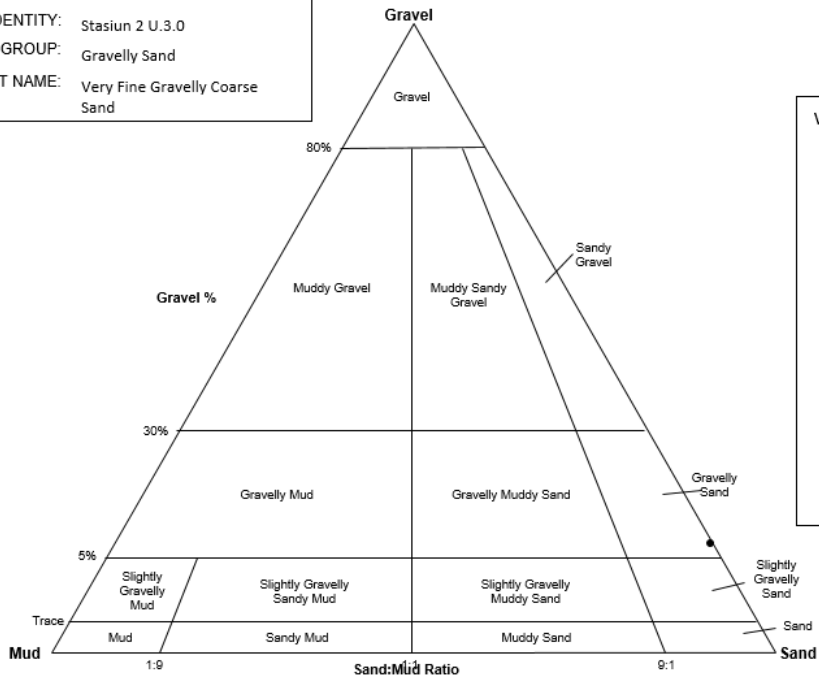 DENTITY: Stasiun 2 U.3.0
GROUP: Gravelly Sand
T NAME: Very Fine Gravelly Coarse
Sand
Gravel
Gravel
80%
Sandy
Gravel
Muddy Gravel
Muddy Sandy
Gravel
Gravel %
30%
Gravelly
Sand
Gravelly Mud
Gravelly Muddy Sand
5%
Slightly
Gravelly
Mud
Slightly Gravelly
Sandy Mud
Slightly Gravelly
Muddy Sand
Slightly
Gravelly
Sand
Trace
Mud
Sandy Mud
Muddy Sand
Sand
Mud
Sand
1:9
1:1
9:1
Sand:Mud Ratio